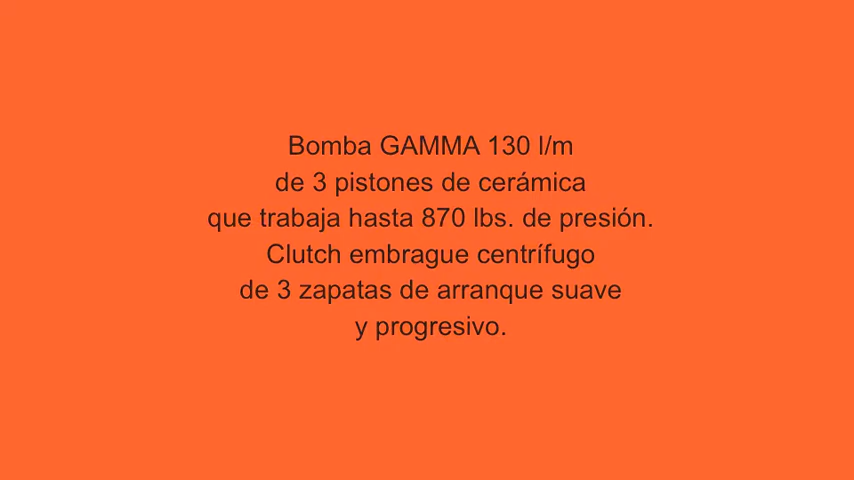 Bomba GAMMA 130 l/m
de 3 pistones de cerámica
que trabaja hasta 870 lbs. de presión.
Clutch embrague centrífugo
de 3 zapatas de arranque suave
y progresivo.